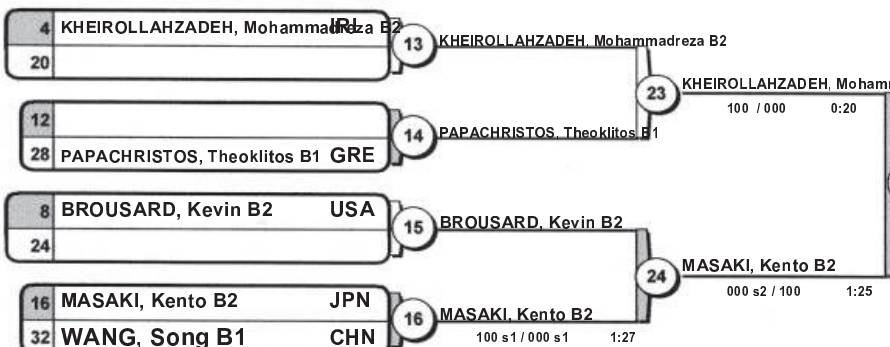 4 KHEIROLLAHZADEH, Mohammadreza B2 IRI
20
13
KHEIROLLAHZADEH, Mohammadreza B2
12
28 PAPACHRISTOS, Theoklitos B1 GRE
14
PAPACHRISTOS, Theoklitos B1
23
KHEIROLLAHZADEH, Moham
100 / 000 0:20
8 BROUSARD, Kevin B2 USA
24
15
BROUSARD, Kevin B2
16 MASAKI, Kento B2 JPN
32 WANG, Song B1 CHN
16
MASAKI, Kento B2
100 s1 / 000 s1 1:27
24
MASAKI, Kento B2
000 s2 / 100 1:25